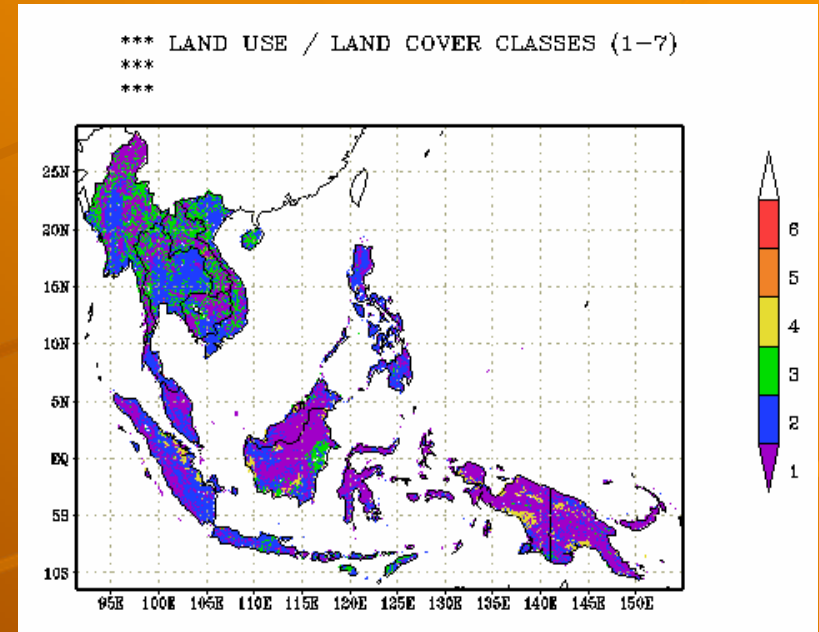 *** LAND USE / LAND COVER CLASSES (1-7)
***
***
25N
20N
15N
10N
5N
EQ
5S
10S
95E 100E 105E 110E 115E 120E 125E 130E 135E 140E 145E 150E
6
5
4
3
2
1